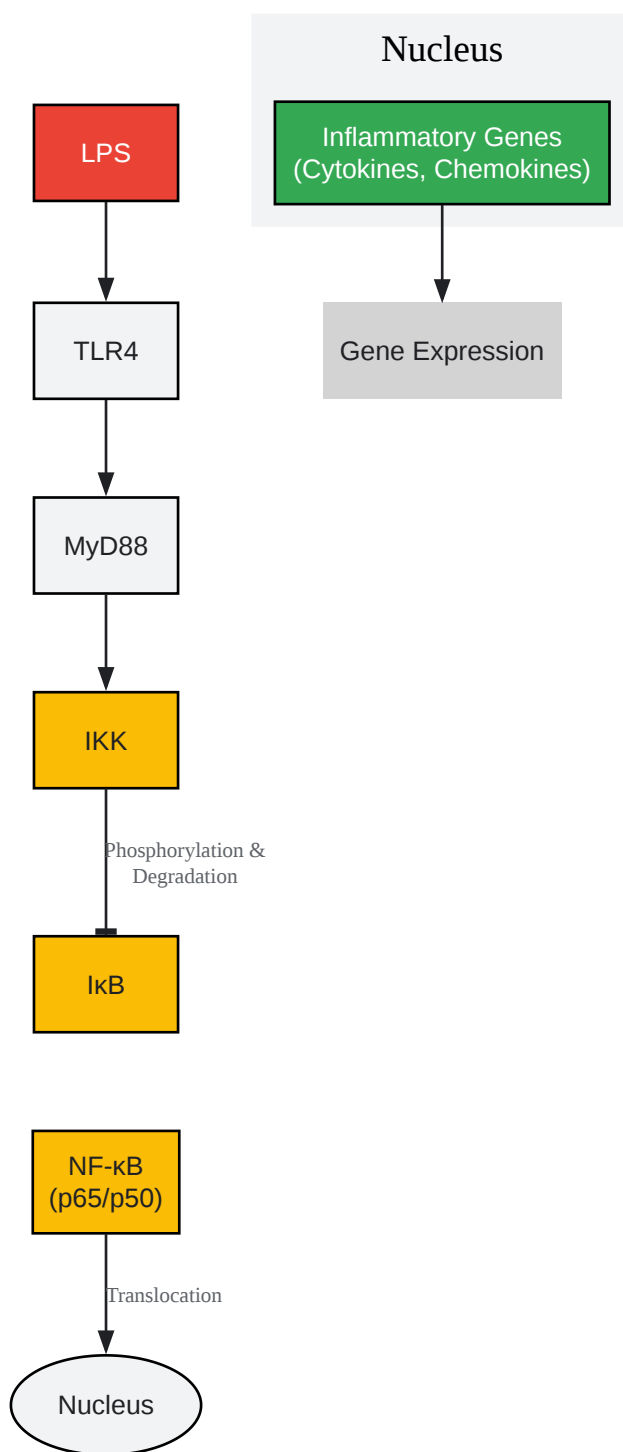 Nucleus
LPS
Inflammatory Genes
(Cytokines, Chemokines)
TLR4
Gene Expression
MyD88
IKK
Phosphorylation &
Degradation
IκB
NF-κB
(p65/p50)
Translocation
Nucleus